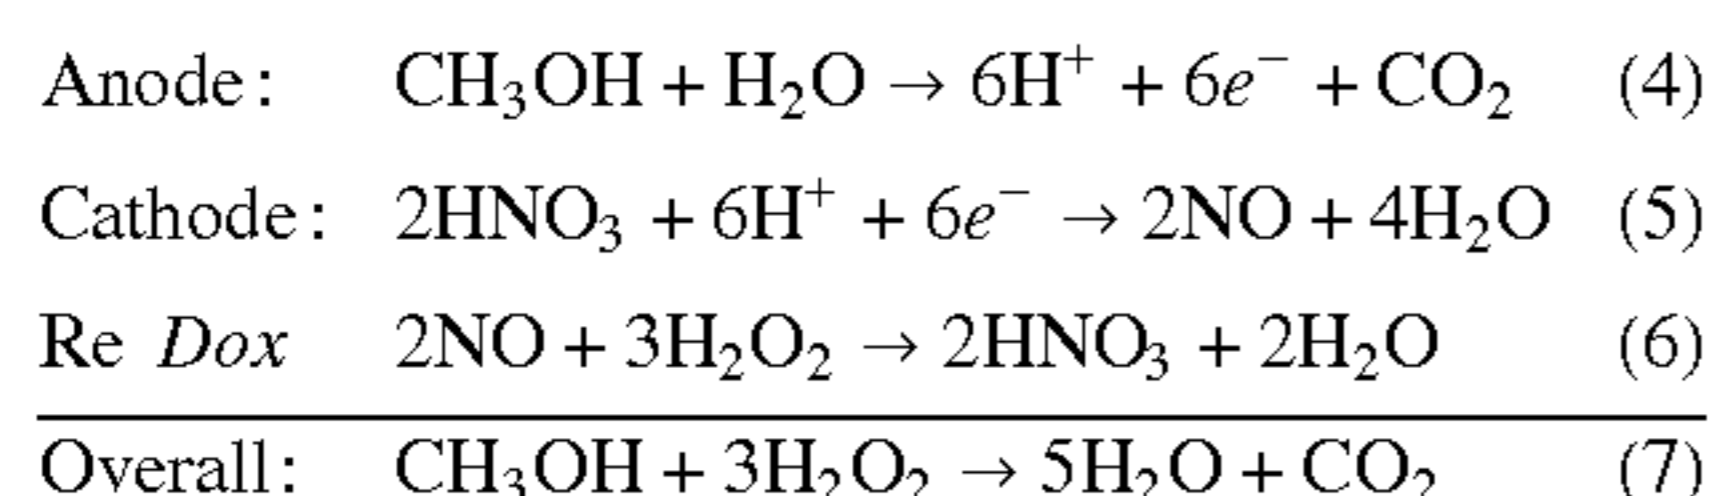 Anode: CH₃OH + H₂O → 6H⁺ + 6e⁻ + CO₂ (4)
Cathode: 2HNO₃ + 6H⁺ + 6e⁻ → 2NO + 4H₂O (5)
Re Dox 2NO + 3H₂O₂ → 2HNO₃ + 2H₂O (6)
Overall: CH₃OH + 3H₂O₂ → 5H₂O + CO₂ (7)